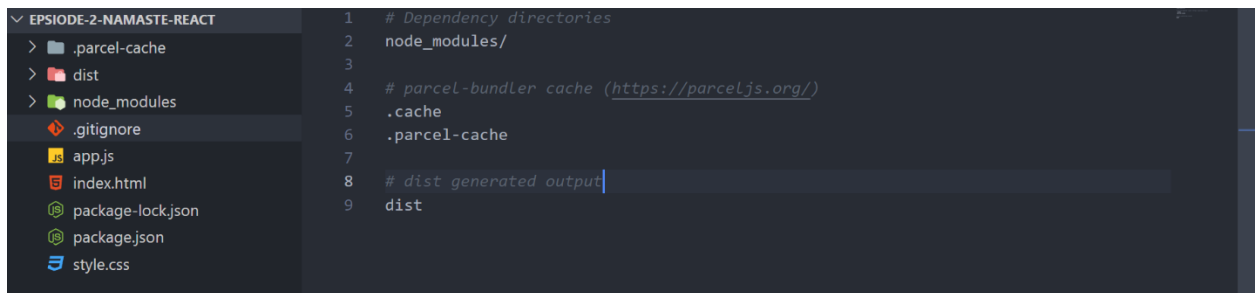 EPSIODE-2-NAMASTE-REACT
.parcel-cache
dist
node_modules
.gitignore
JS app.js
index.html
package-lock.json
package.json
style.css
1 # Dependency directories
2 node_modules/
3
4 # parcel-bundler cache (https://parceljs.org/)
5 .cache
6 .parcel-cache
7
8 # dist generated output
9 dist